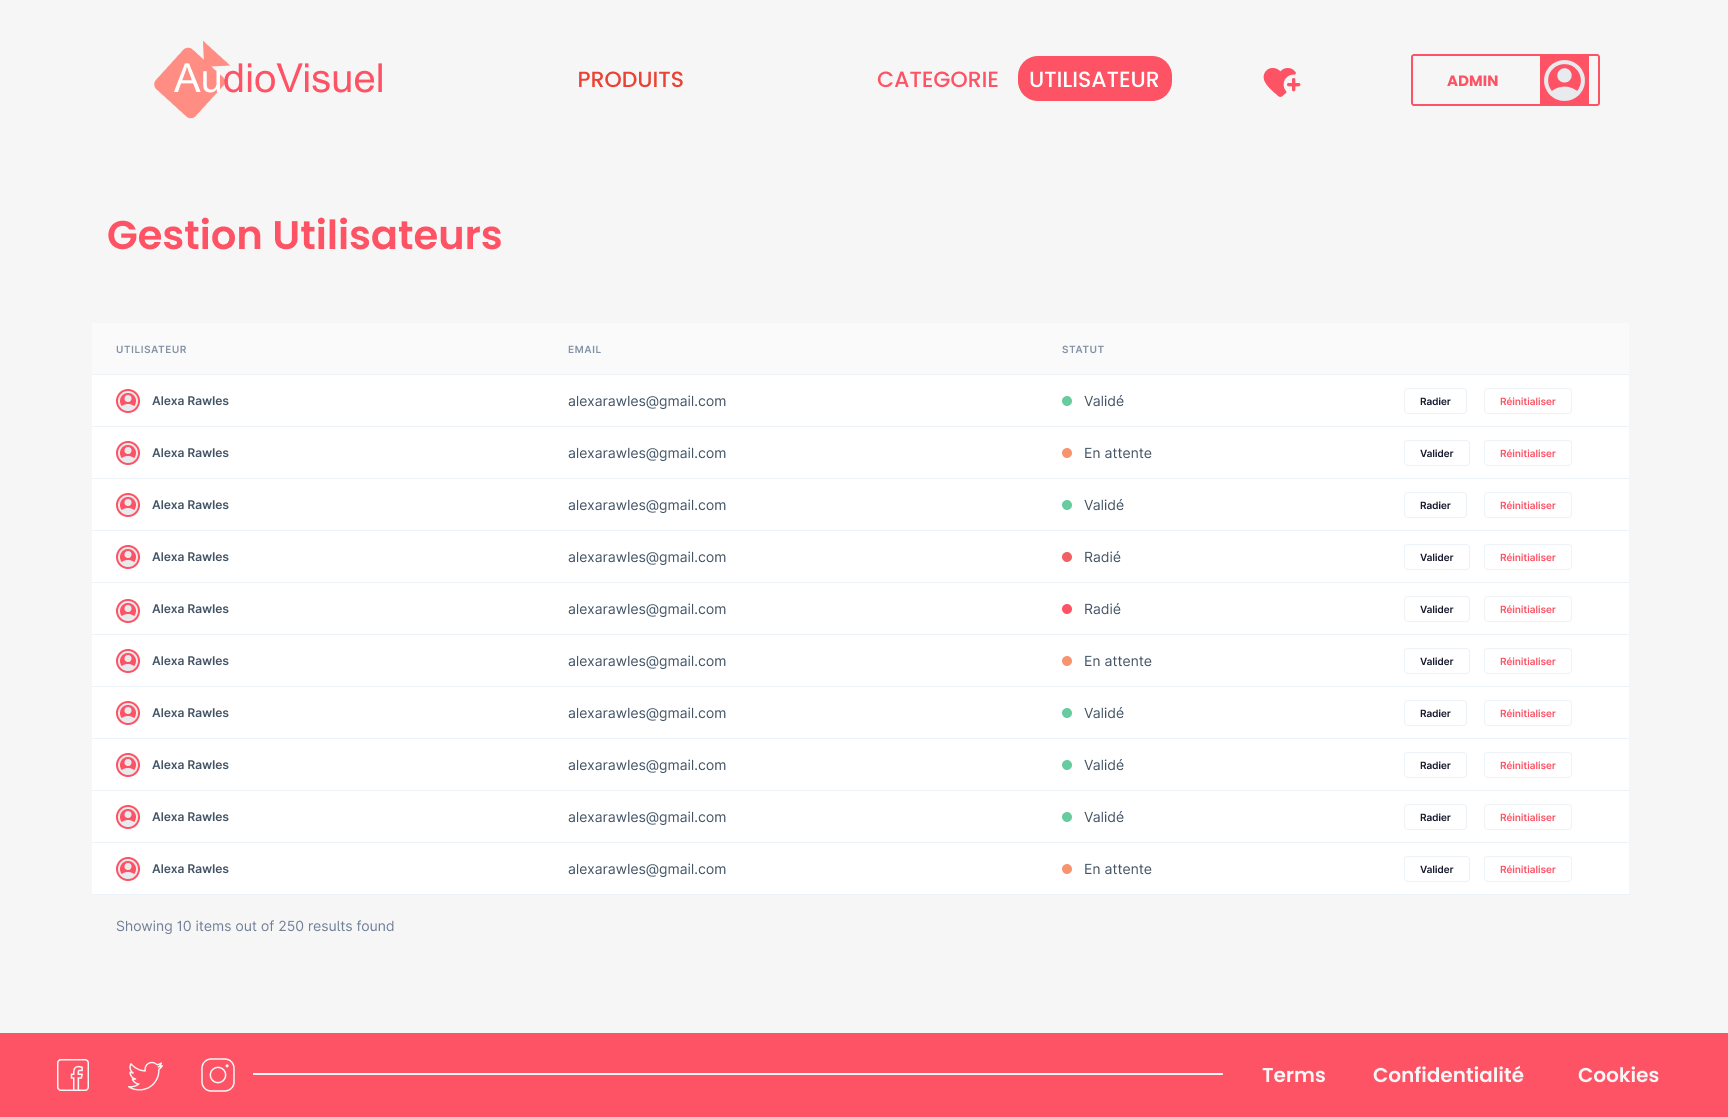 AudioVisuel
PRODUITS
CATEGORIE
UTILISATEUR
ADMIN
Gestion Utilisateurs
UTILISATEUR EMAIL STATUT
Alexa Rawles alexarawles@gmail.com Validé Radier Réinitialiser
Alexa Rawles alexarawles@gmail.com En attente Valider Réinitialiser
Alexa Rawles alexarawles@gmail.com Validé Radier Réinitialiser
Alexa Rawles alexarawles@gmail.com Radié Valider Réinitialiser
Alexa Rawles alexarawles@gmail.com Radié Valider Réinitialiser
Alexa Rawles alexarawles@gmail.com En attente Valider Réinitialiser
Alexa Rawles alexarawles@gmail.com Validé Radier Réinitialiser
Alexa Rawles alexarawles@gmail.com Validé Radier Réinitialiser
Alexa Rawles alexarawles@gmail.com Validé Radier Réinitialiser
Alexa Rawles alexarawles@gmail.com En attente Valider Réinitialiser
Showing 10 items out of 250 results found
Terms Confidentialité Cookies